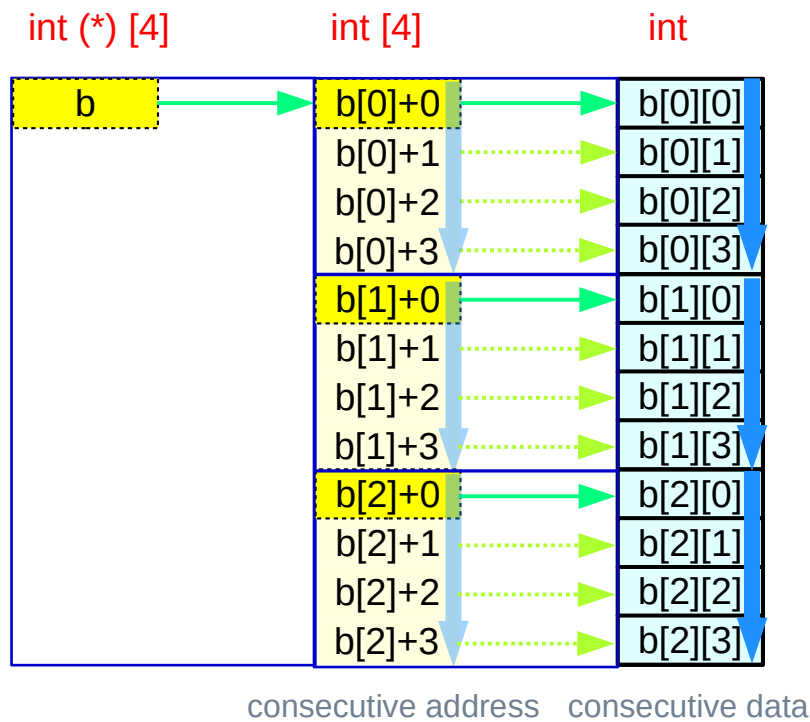 int (*) [4] int [4] int
b b[0]+0 b[0][0]
b[0]+1 b[0][1]
b[0]+2 b[0][2]
b[0]+3 b[0][3]
b[1]+0 b[1][0]
b[1]+1 b[1][1]
b[1]+2 b[1][2]
b[1]+3 b[1][3]
b[2]+0 b[2][0]
b[2]+1 b[2][1]
b[2]+2 b[2][2]
b[2]+3 b[2][3]
consecutive address consecutive data